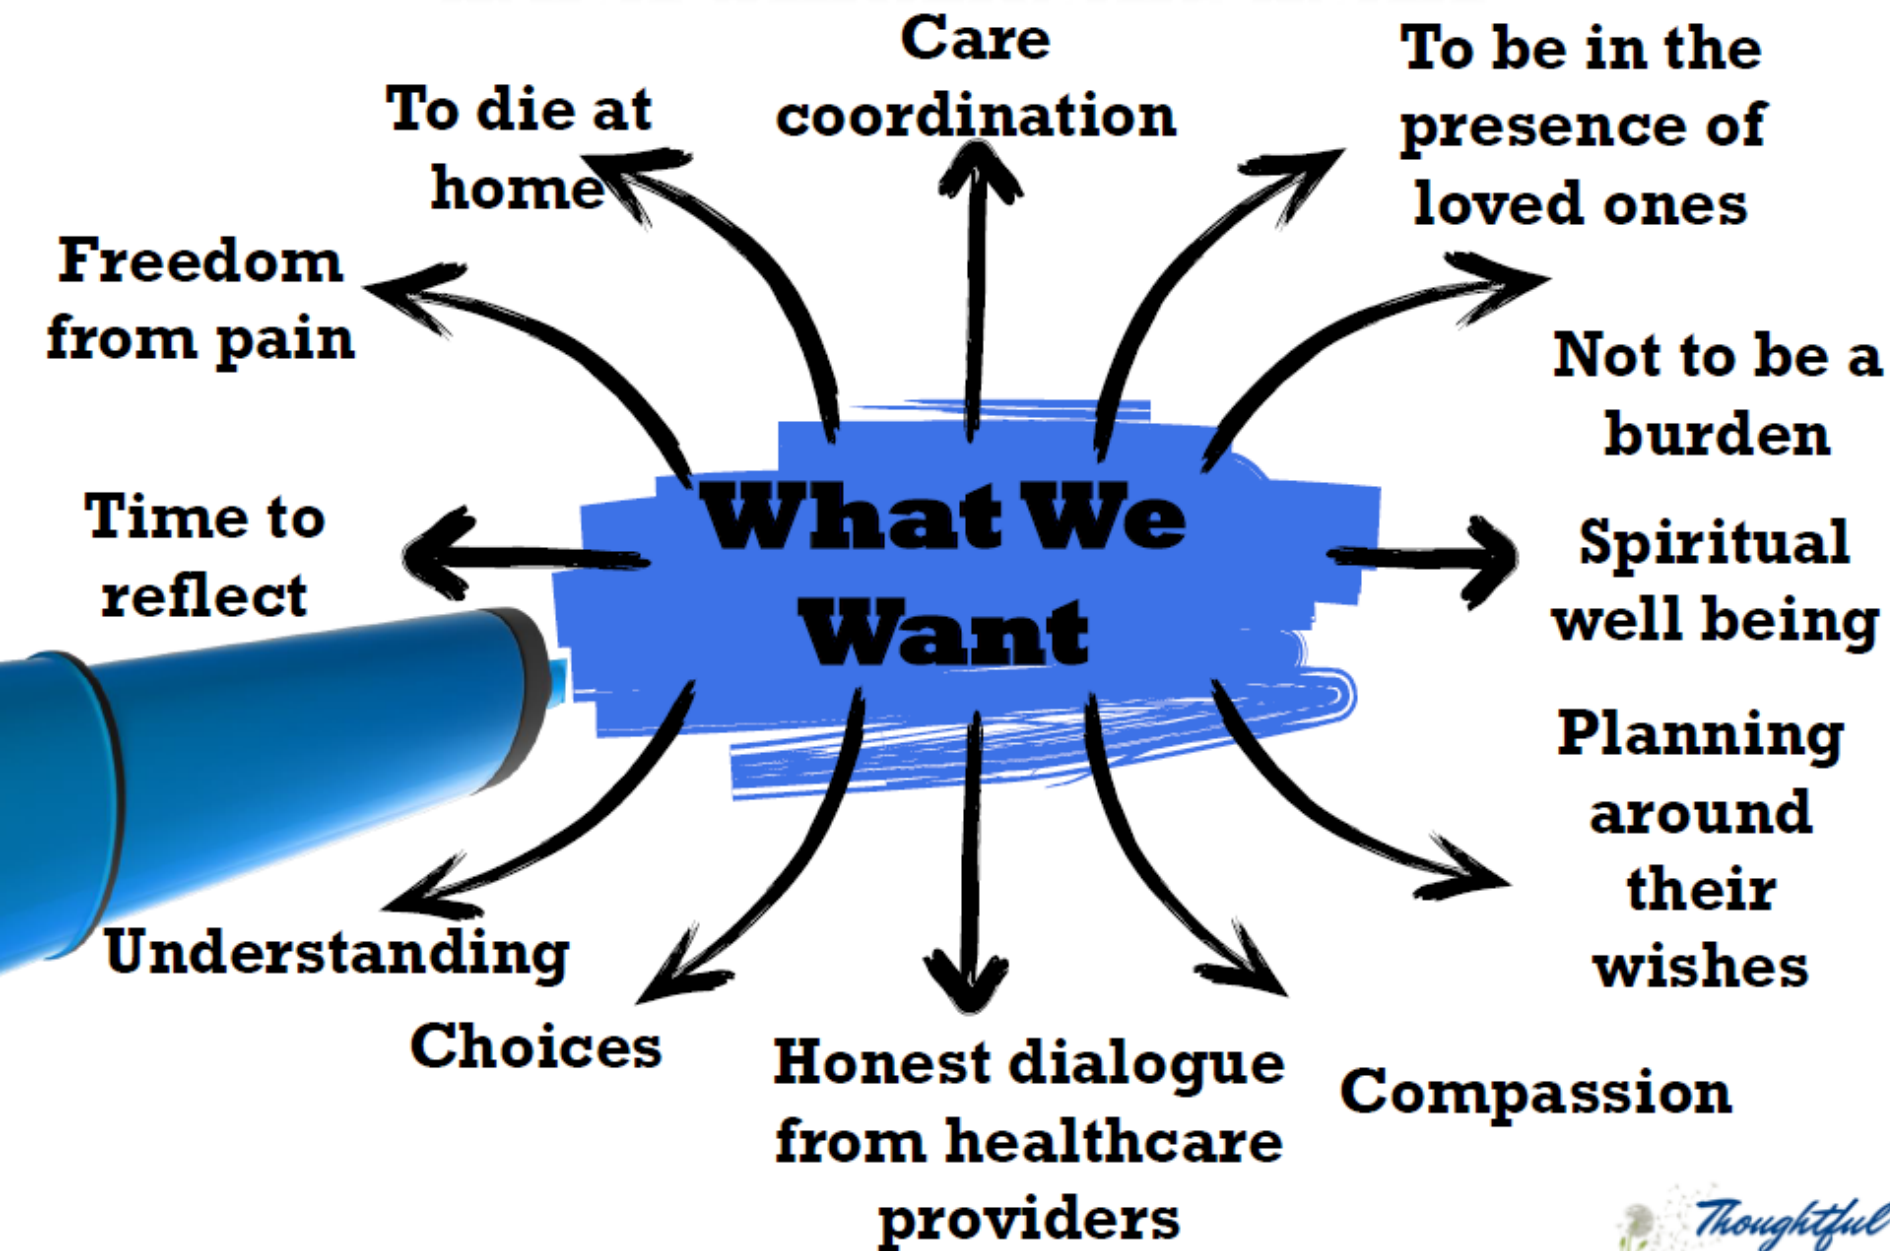 Care
coordination
To be in the
presence of
loved ones
To die at
home
Freedom
from pain
Not to be a
burden
What We
Want
Time to
reflect
Spiritual
well being
Planning
around
their
wishes
Understanding
Choices
Honest dialogue
from healthcare
providers
Compassion
Thoughtful